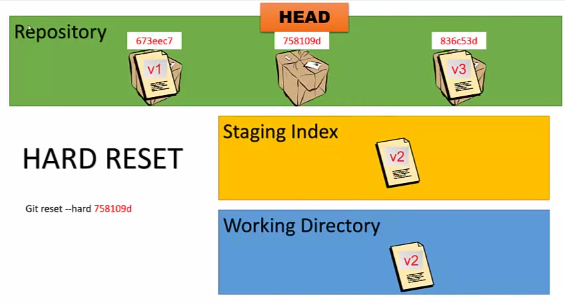 HEAD
Repository
673eec7
758109d
836c53d
v1
v3
Staging Index
v2
HARD RESET
Git reset --hard 758109d
Working Directory
v2